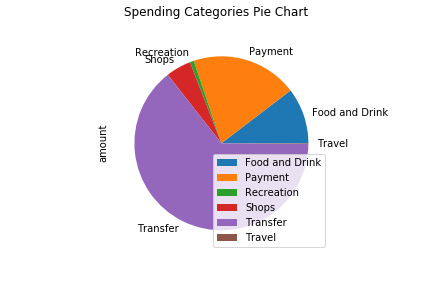 Spending Categories Pie Chart
Recreation
Payment
Shops
Food and Drink
Travel
amount
Transfer
Food and Drink
Payment
Recreation
Shops
Transfer
Travel